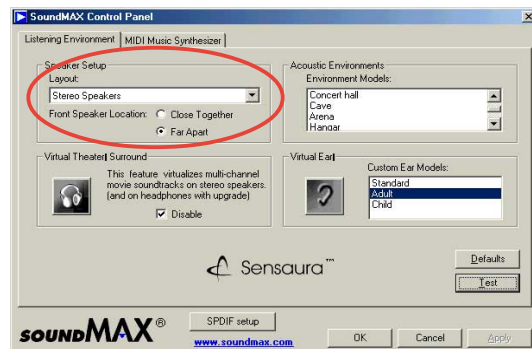 SoundMAX Control Panel
Listening Environment
MIDI Music Synthesizer
Speaker Setup
Layout:
Stereo Speakers
Front Speaker Location:
Close Together
Far Apart
Acoustic Environments
Environment Models:
Concert hall
Cave
Arena
Hangar
Virtual Theater Surround
This feature virtualizes multi-channel
movie soundtracks on stereo speakers.
(and on headphones with upgrade)
Disable
Virtual Ear
Custom Ear Models:
Standard
Adult
Child
Sensaura™
Defaults
Test
SOUNDMAX®
SPDIF setup
www.soundmax.com
OK
Cancel
Apply